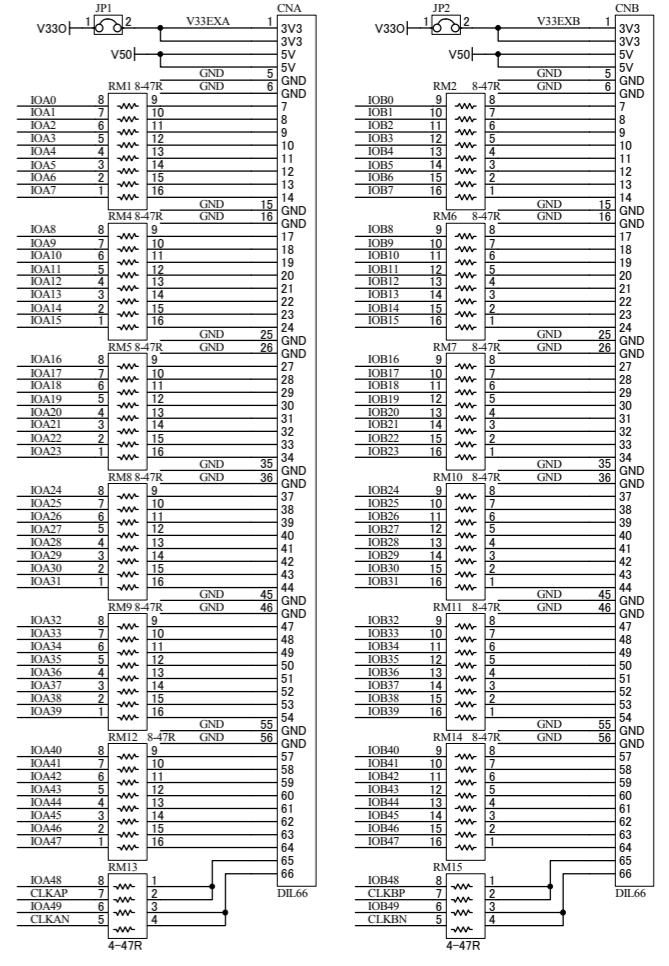 JP1 CNA
V33O 1 2 V33EXA 1 3V3
3V3
V50 5V
5V
GND 5 GND
RM1 8-47R GND 6 GND
IOA0 8 9 7
IOA1 7 10 8
IOA2 6 11 9
IOA3 5 12 10
IOA4 4 13 11
IOA5 3 14 12
IOA6 2 15 13
IOA7 1 16 14
GND 15 GND
RM4 8-47R GND 16 GND
IOA8 8 9 17
IOA9 7 10 18
IOA10 6 11 19
IOA11 5 12 20
IOA12 4 13 21
IOA13 3 14 22
IOA14 2 15 23
IOA15 1 16 24
GND 25 GND
RM5 8-47R GND 26 GND
IOA16 8 9 27
IOA17 7 10 28
IOA18 6 11 29
IOA19 5 12 30
IOA20 4 13 31
IOA21 3 14 32
IOA22 2 15 33
IOA23 1 16 34
GND 35 GND
RM8 8-47R GND 36 GND
IOA24 8 9 37
IOA25 7 10 38
IOA26 6 11 39
IOA27 5 12 40
IOA28 4 13 41
IOA29 3 14 42
IOA30 2 15 43
IOA31 1 16 44
GND 45 GND
RM9 8-47R GND 46 GND
IOA32 8 9 47
IOA33 7 10 48
IOA34 6 11 49
IOA35 5 12 50
IOA36 4 13 51
IOA37 3 14 52
IOA38 2 15 53
IOA39 1 16 54
GND 55 GND
RM12 8-47R GND 56 GND
IOA40 8 9 57
IOA41 7 10 58
IOA42 6 11 59
IOA43 5 12 60
IOA44 4 13 61
IOA45 3 14 62
IOA46 2 15 63
IOA47 1 16 64
RM13 65
66
IOA48 8 1 DIL66
CLKAP 7 2
IOA49 6 3
CLKAN 5 4
4-47R
JP2 CNB
V33O 1 2 V33EXB 1 3V3
3V3
V50 5V
5V
GND 5 GND
RM2 8-47R GND 6 GND
IOB0 9 8 7
IOB1 10 7 8
IOB2 11 6 9
IOB3 12 5 10
IOB4 13 4 11
IOB5 14 3 12
IOB6 15 2 13
IOB7 16 1 14
GND 15 GND
RM6 8-47R GND 16 GND
IOB8 9 8 17
IOB9 10 7 18
IOB10 11 6 19
IOB11 12 5 20
IOB12 13 4 21
IOB13 14 3 22
IOB14 15 2 23
IOB15 16 1 24
GND 25 GND
RM7 8-47R GND 26 GND
IOB16 9 8 27
IOB17 10 7 28
IOB18 11 6 29
IOB19 12 5 30
IOB20 13 4 31
IOB21 14 3 32
IOB22 15 2 33
IOB23 16 1 34
GND 35 GND
RM10 8-47R GND 36 GND
IOB24 9 8 37
IOB25 10 7 38
IOB26 11 6 39
IOB27 12 5 40
IOB28 13 4 41
IOB29 14 3 42
IOB30 15 2 43
IOB31 16 1 44
GND 45 GND
RM11 8-47R GND 46 GND
IOB32 9 8 47
IOB33 10 7 48
IOB34 11 6 49
IOB35 12 5 50
IOB36 13 4 51
IOB37 14 3 52
IOB38 15 2 53
IOB39 16 1 54
GND 55 GND
RM14 8-47R GND 56 GND
IOB40 9 8 57
IOB41 10 7 58
IOB42 11 6 59
IOB43 12 5 60
IOB44 13 4 61
IOB45 14 3 62
IOB46 15 2 63
IOB47 16 1 64
RM15 65
66
IOB48 8 1 DIL66
CLKBP 7 2
IOB49 6 3
CLKBN 5 4
4-47R